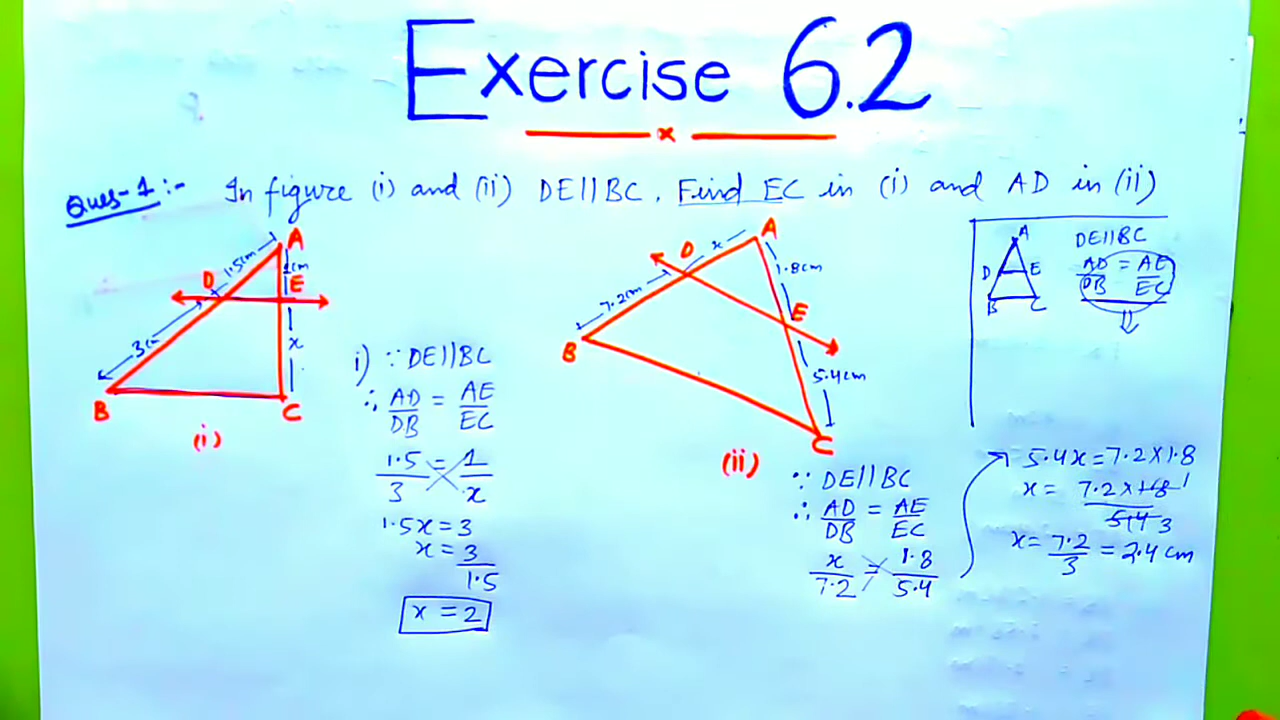 Exercise 6.2
x
Ques-1:- In figure (i) and (ii) DE||BC. Find EC in (i) and AD in (ii)
A
1.5cm
1cm
D
E
3cm
x
B
C
(i)
i) ∵ DE||BC
∴ AD/DB = AE/EC
1.5/3 = 1/x
1.5x = 3
x = 3/1.5
x = 2
A
x
D
1.8cm
7.2cm
E
B
5.4cm
C
(ii)
∵ DE||BC
∴ AD/DB = AE/EC
x/7.2 = 1.8/5.4
A
D
E
B
C
DE||BC
AD/DB = AE/EC
5.4x = 7.2×1.8
x = 7.2×1.8 1/5.4 3
x = 7.2/3 = 2.4 cm